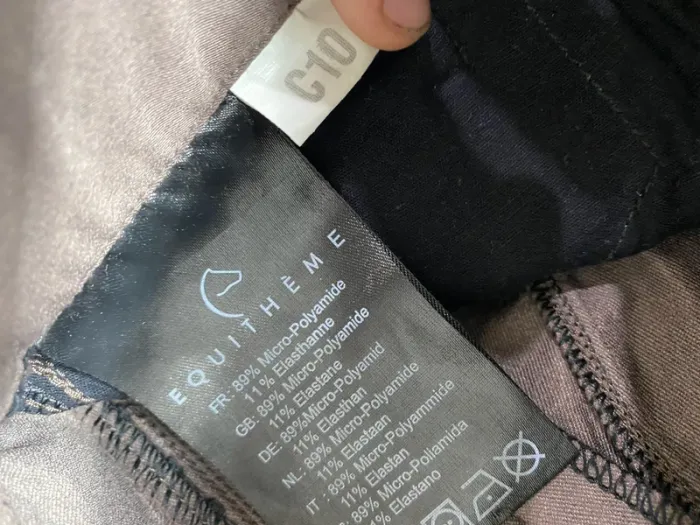 C10
EQUITHÈME
FR: 89% Micro-Polyamide
11% Elasthanne
GB: 89% Micro-Polyamide
11% Elastane
DE: 89%Micro-Polyamid
11% Elasthan
NL: 89% Micro-Polyamide
11% Elastaan
IT : 89% Micro-Polyammide
11% Elastan
89% Micro-Poliamida
Elastano